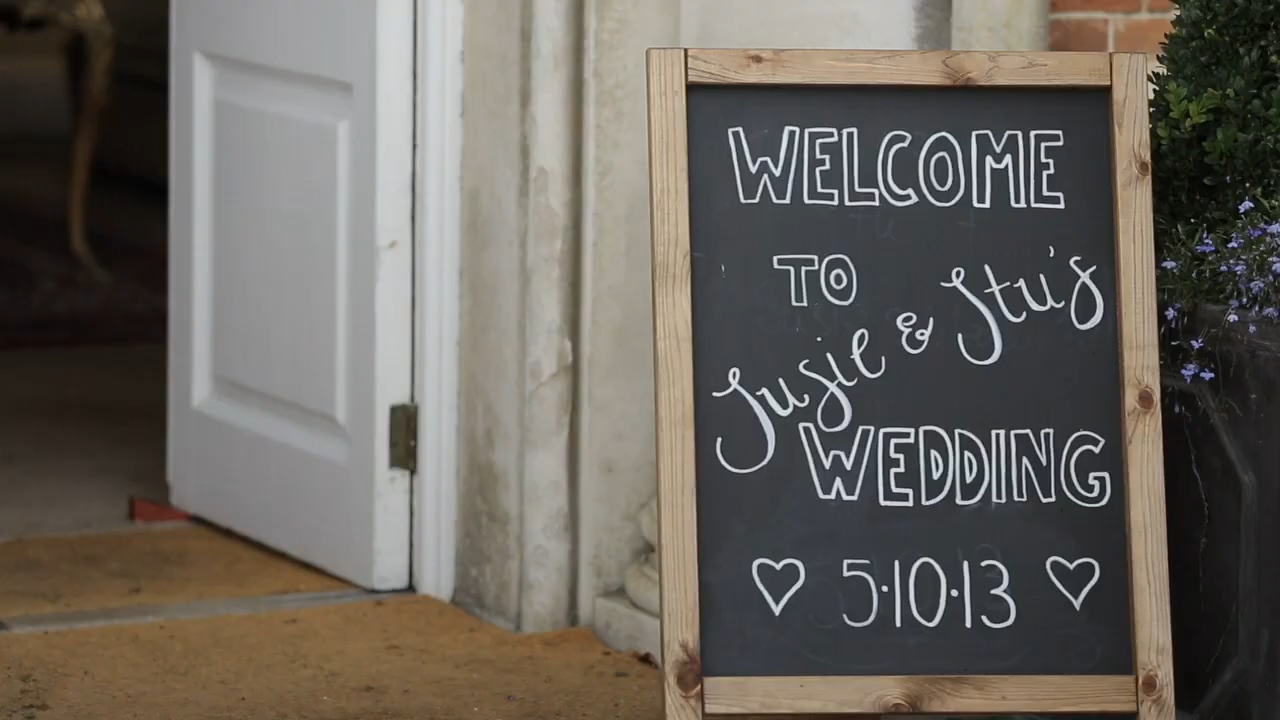 WELCOME
TO
Susie & Stu's
WEDDING
♡ 5·10·13 ♡